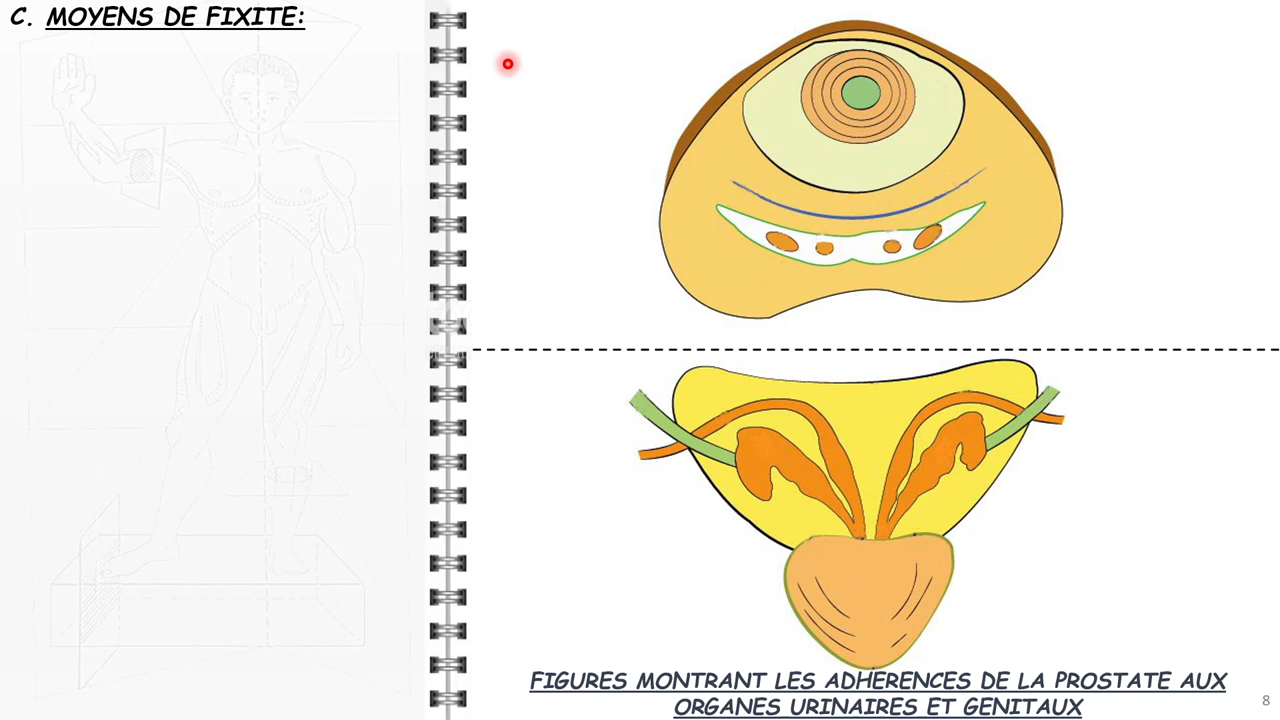 C. MOYENS DE FIXITE:
FIGURES MONTRANT LES ADHERENCES DE LA PROSTATE AUX
ORGANES URINAIRES ET GENITAUX
8